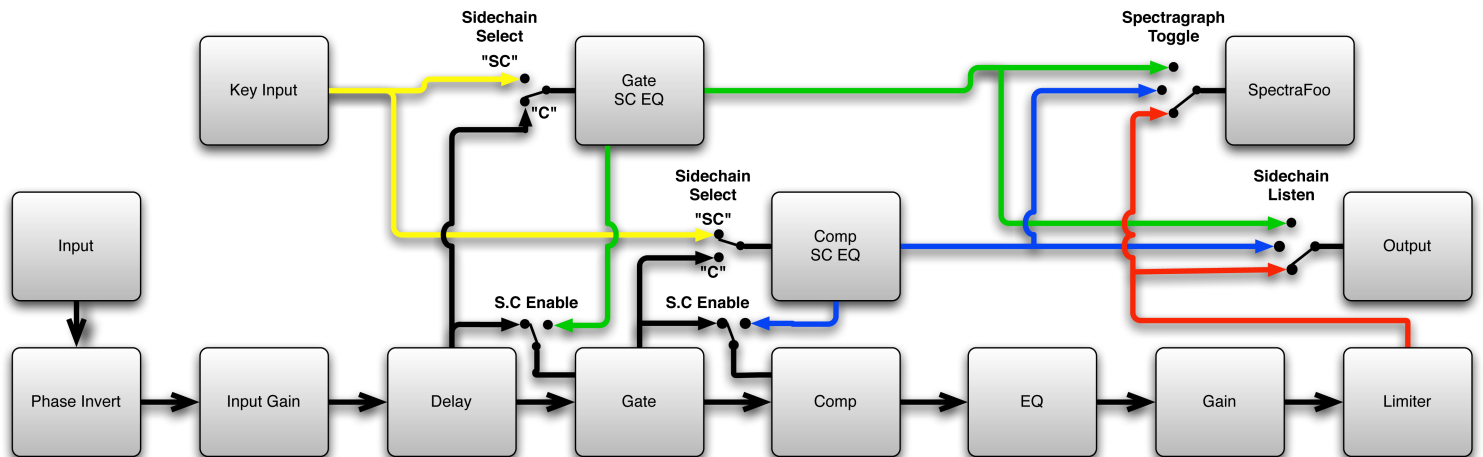 Sidechain
Select
"SC"
"C"
Spectragraph
Toggle
Key Input
Gate
SC EQ
SpectraFoo
Sidechain
Select
"SC"
"C"
Sidechain
Listen
Input
Comp
SC EQ
Output
S.C Enable
S.C Enable
Phase Invert
Input Gain
Delay
Gate
Comp
EQ
Gain
Limiter